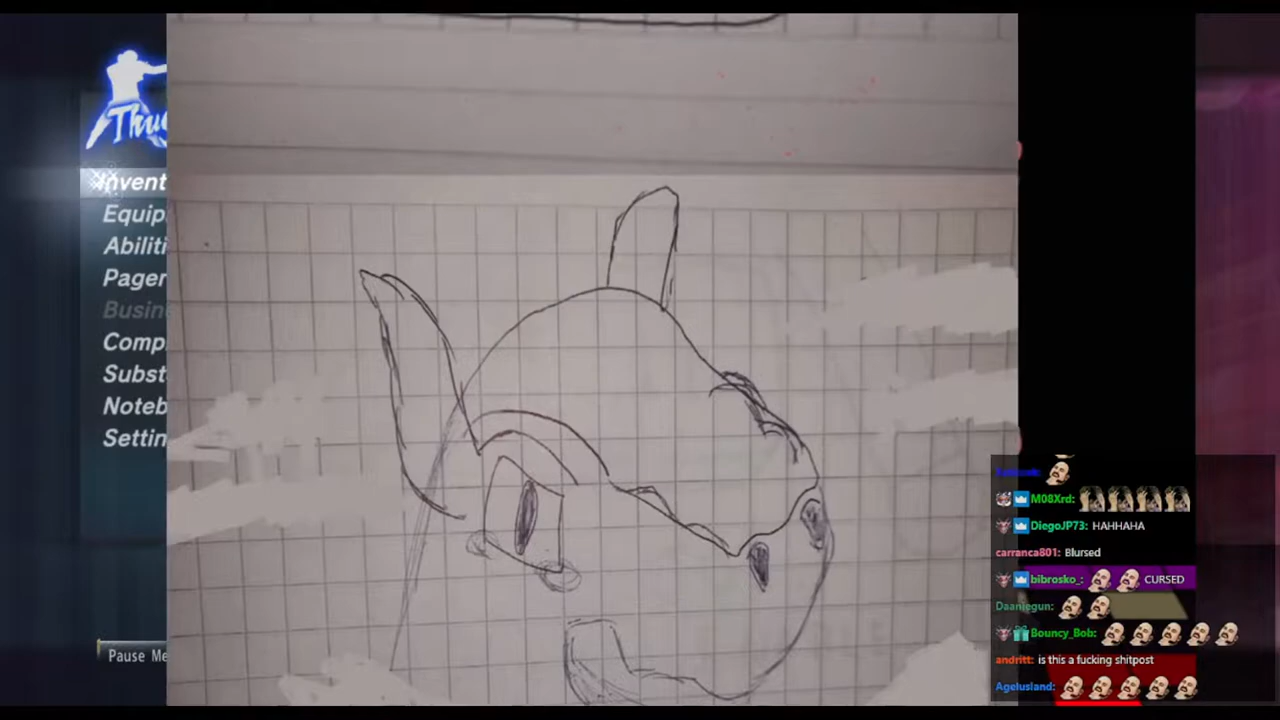 Thug
Invent
Equip
Abiliti
Pager
Busine
Comp
Subst
Noteb
Settin
Pause Me
M08Xrd:
DiegoJP73: HAHHAHA
carranca801: Blursed
bibrosko_: CURSED
Daanlegun:
Bouncy_Bob:
andritt: is this a fucking shitpost
Agelusland: